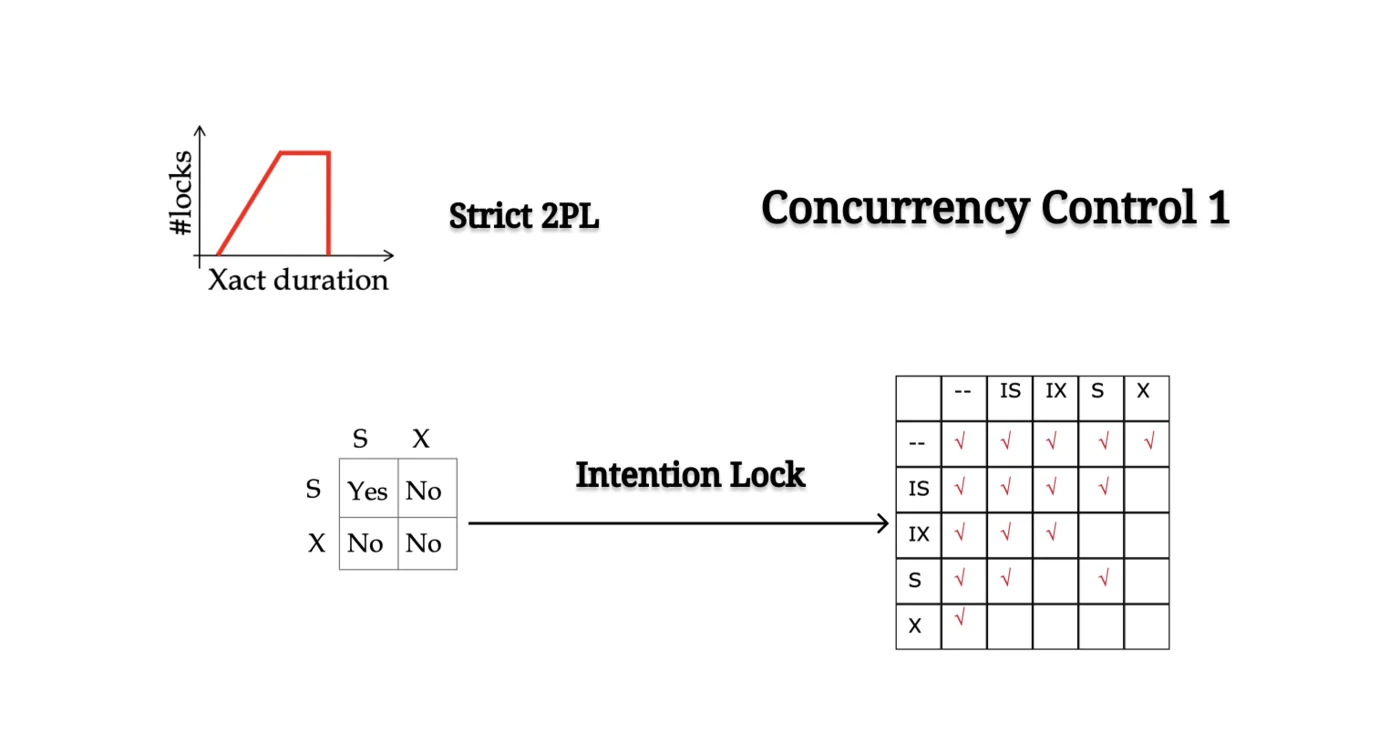 #locks
Xact duration
Strict 2PL
Concurrency Control 1
S X
S Yes No
X No No
Intention Lock
-- IS IX S X
-- √ √ √ √ √
IS √ √ √ √
IX √ √ √
S √ √ √
X √